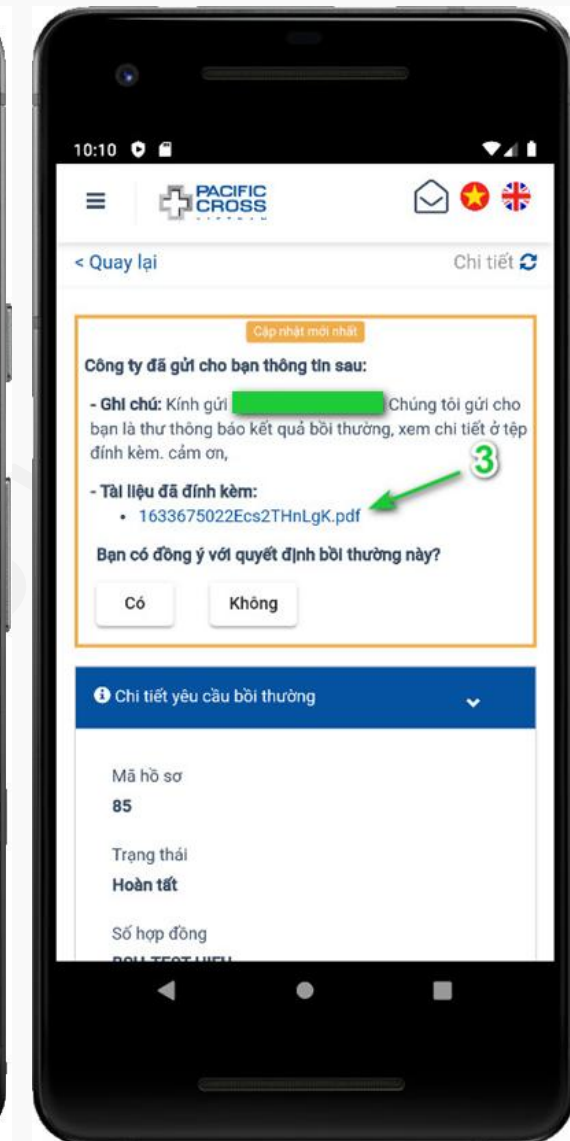 10:10
PACIFIC
CROSS
VIETNAM
< Quay lại
Chi tiết
Cập nhật mới nhất
Công ty đã gửi cho bạn thông tin sau:
- Ghi chú: Kính gửi Chúng tôi gửi cho
bạn là thư thông báo kết quả bồi thường, xem chi tiết ở tệp
đính kèm. cảm ơn,
3
- Tài liệu đã đính kèm:
• 1633675022Ecs2THnLgK.pdf
Bạn có đồng ý với quyết định bồi thường này?
Có
Không
Chi tiết yêu cầu bồi thường
Mã hồ sơ
85
Trạng thái
Hoàn tất
Số hợp đồng